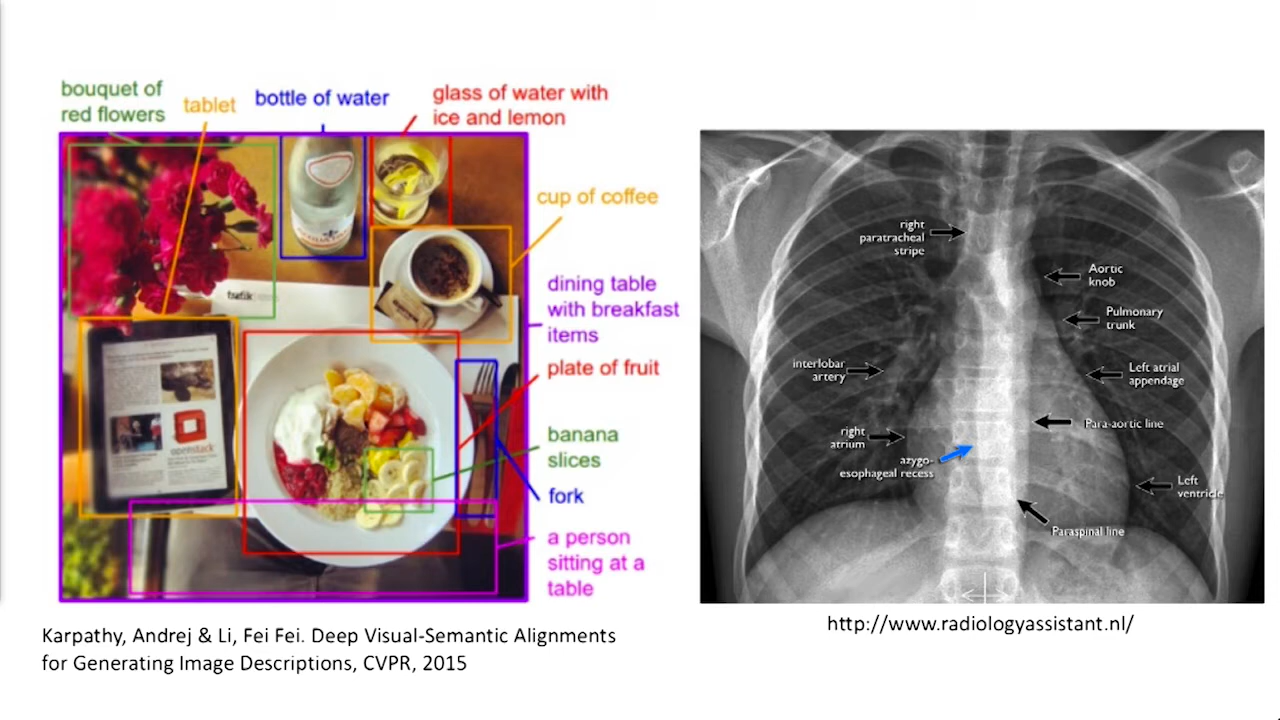 bouquet of
red flowers
tablet
bottle of water
glass of water with
ice and lemon
cup of coffee
dining table
with breakfast
items
plate of fruit
banana
slices
fork
a person
sitting at a
table
openstack
Karpathy, Andrej & Li, Fei Fei. Deep Visual-Semantic Alignments
for Generating Image Descriptions, CVPR, 2015
right
paratracheal
stripe
Aortic
knob
Pulmonary
trunk
interlobar
artery
Left atrial
appendage
right
atrium
Para-aortic line
azygo-
esophageal recess
Left
ventricle
Paraspinal line
http://www.radiologyassistant.nl/